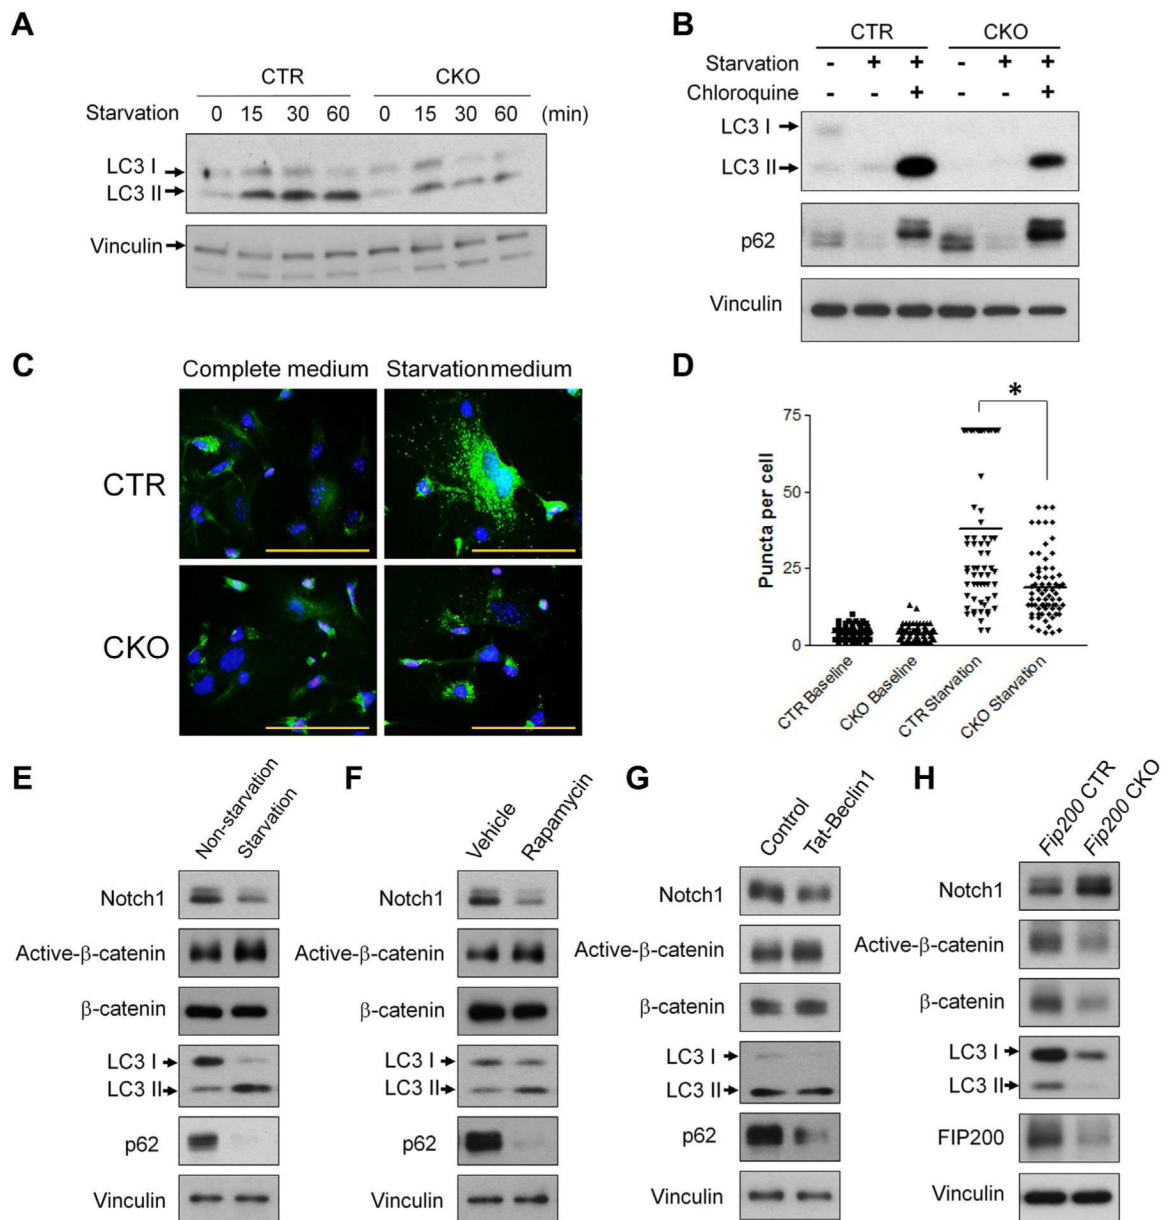 A
CTR CKO
Starvation 0 15 30 60 0 15 30 60 (min)
LC3 I
LC3 II
Vinculin
B
CTR CKO
Starvation - + + - + +
Chloroquine - - + - - +
LC3 I
LC3 II
p62
Vinculin
C
Complete medium Starvationmedium
CTR
CKO
D
*
Puncta per cell
75
50
25
0
CTR Baseline
CKO Baseline
CTR Starvation
CKO Starvation
E
Non-starvation
Starvation
Notch1
Active-β-catenin
β-catenin
LC3 I
LC3 II
p62
Vinculin
F
Vehicle
Rapamycin
Notch1
Active-β-catenin
β-catenin
LC3 I
LC3 II
p62
Vinculin
G
Control
Tat-Beclin1
Notch1
Active-β-catenin
β-catenin
LC3 I
LC3 II
p62
Vinculin
H
Fip200 CTR
Fip200 CKO
Notch1
Active-β-catenin
β-catenin
LC3 I
LC3 II
FIP200
Vinculin